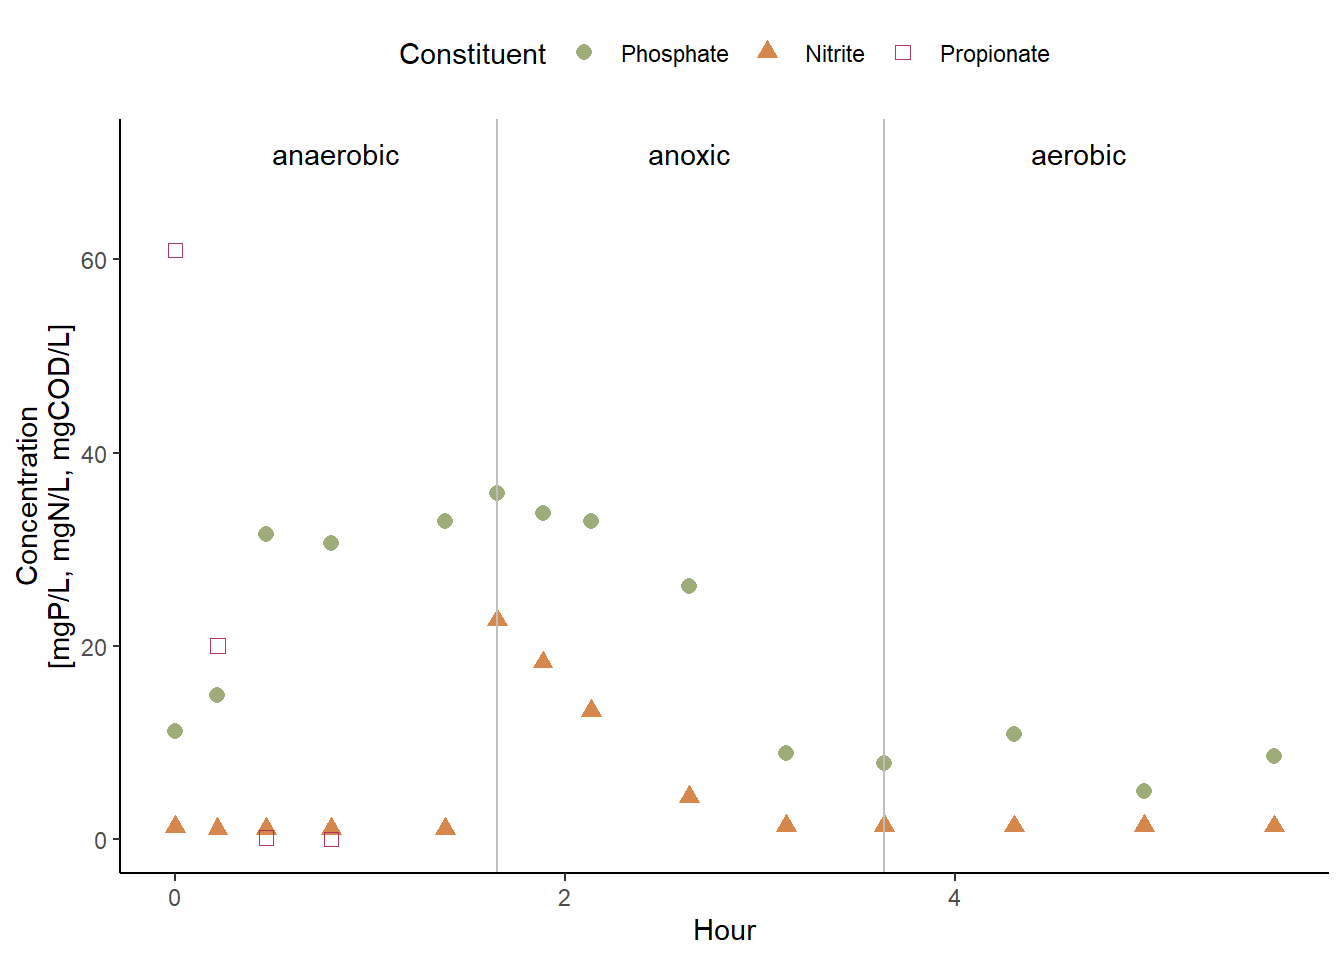 Constituent Phosphate Nitrite Propionate
anaerobic anoxic aerobic
60
40
20
0
Concentration
[mgP/L, mgN/L, mgCOD/L]
0 2 4
Hour